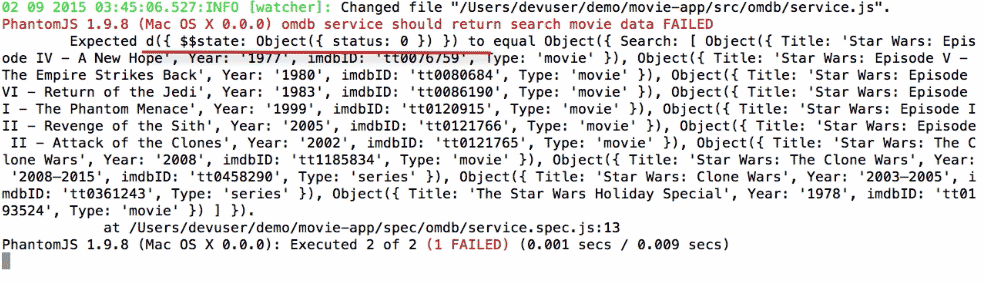 02 09 2015 03:45:06.527:INFO [watcher]: Changed file "/Users/devuser/demo/movie-app/src/omdb/service.js".
PhantomJS 1.9.8 (Mac OS X 0.0.0) omdb service should return search movie data FAILED
Expected d({ $$state: Object({ status: 0 }) }) to equal Object({ Search: [ Object({ Title: 'Star Wars: Epis
ode IV - A New Hope', Year: '1977', imdbID: 'tt0076759', Type: 'movie' }), Object({ Title: 'Star Wars: Episode V -
The Empire Strikes Back', Year: '1980', imdbID: 'tt0080684', Type: 'movie' }), Object({ Title: 'Star Wars: Episode
VI - Return of the Jedi', Year: '1983', imdbID: 'tt0086190', Type: 'movie' }), Object({ Title: 'Star Wars: Episode
I - The Phantom Menace', Year: '1999', imdbID: 'tt0120915', Type: 'movie' }), Object({ Title: 'Star Wars: Episode I
II - Revenge of the Sith', Year: '2005', imdbID: 'tt0121766', Type: 'movie' }), Object({ Title: 'Star Wars: Episode
II - Attack of the Clones', Year: '2002', imdbID: 'tt0121765', Type: 'movie' }), Object({ Title: 'Star Wars: The C
lone Wars', Year: '2008', imdbID: 'tt1185834', Type: 'movie' }), Object({ Title: 'Star Wars: The Clone Wars', Year:
'2008–2015', imdbID: 'tt0458290', Type: 'series' }), Object({ Title: 'Star Wars: Clone Wars', Year: '2003–2005', i
mdbID: 'tt0361243', Type: 'series' }), Object({ Title: 'The Star Wars Holiday Special', Year: '1978', imdbID: 'tt01
93524', Type: 'movie' }) ] }).
at /Users/devuser/demo/movie-app/spec/omdb/service.spec.js:13
PhantomJS 1.9.8 (Mac OS X 0.0.0): Executed 2 of 2 (1 FAILED) (0.001 secs / 0.009 secs)